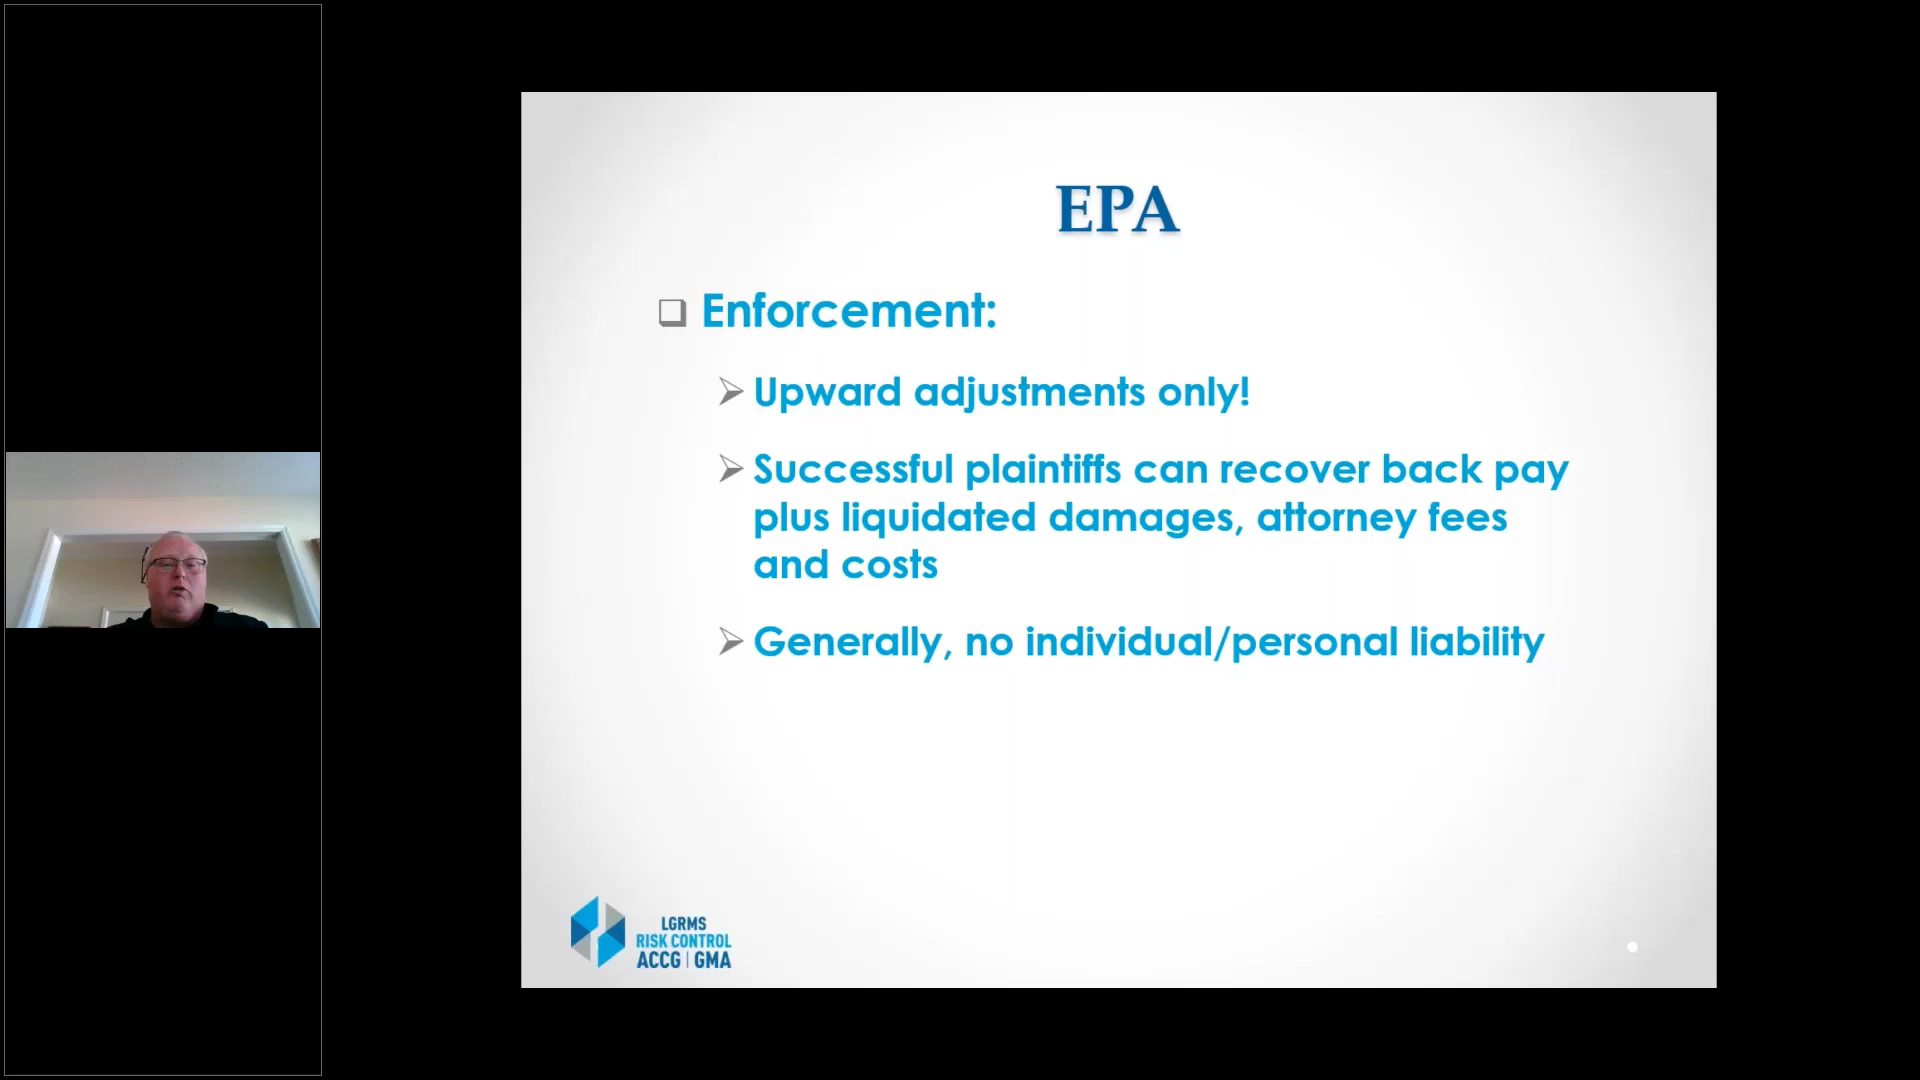 EPA
Enforcement:
Upward adjustments only!
Successful plaintiffs can recover back pay
plus liquidated damages, attorney fees
and costs
Generally, no individual/personal liability
LGRMS
RISK CONTROL
ACCG | GMA